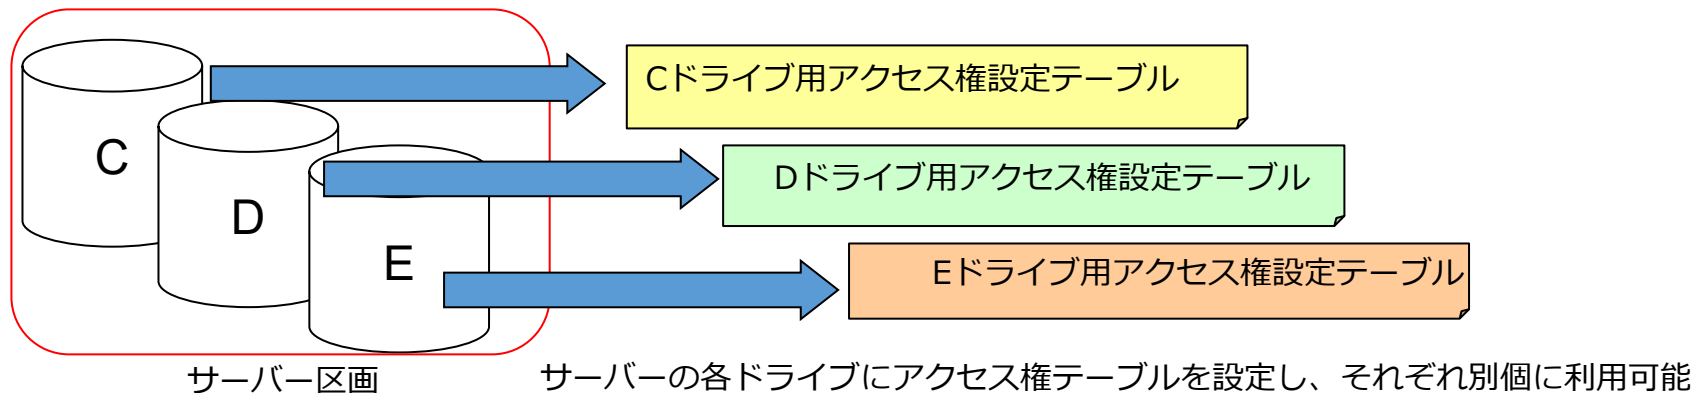 C
D
E
Cドライブ用アクセス権設定テーブル
Dドライブ用アクセス権設定テーブル
Eドライブ用アクセス権設定テーブル
サーバー区画
サーバーの各ドライブにアクセス権テーブルを設定し、それぞれ別個に利用可能